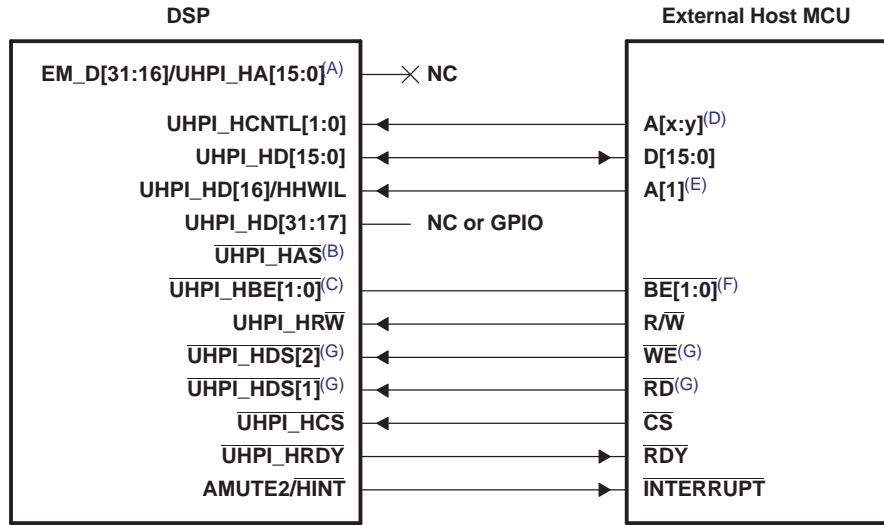 DSP External Host MCU
EM_D[31:16]/UHPI_HA[15:0](A) NC
UHPI_HCNTL[1:0] A[x:y](D)
UHPI_HD[15:0] D[15:0]
UHPI_HD[16]/HHWIL A[1](E)
UHPI_HD[31:17] NC or GPIO
UHPI_HAS(B)
UHPI_HBE[1:0](C) BE[1:0](F)
UHPI_HRW R/W
UHPI_HDS[2](G) WE(G)
UHPI_HDS[1](G) RD(G)
UHPI_HCS CS
UHPI_HRDY RDY
AMUTE2/HINT INTERRUPT